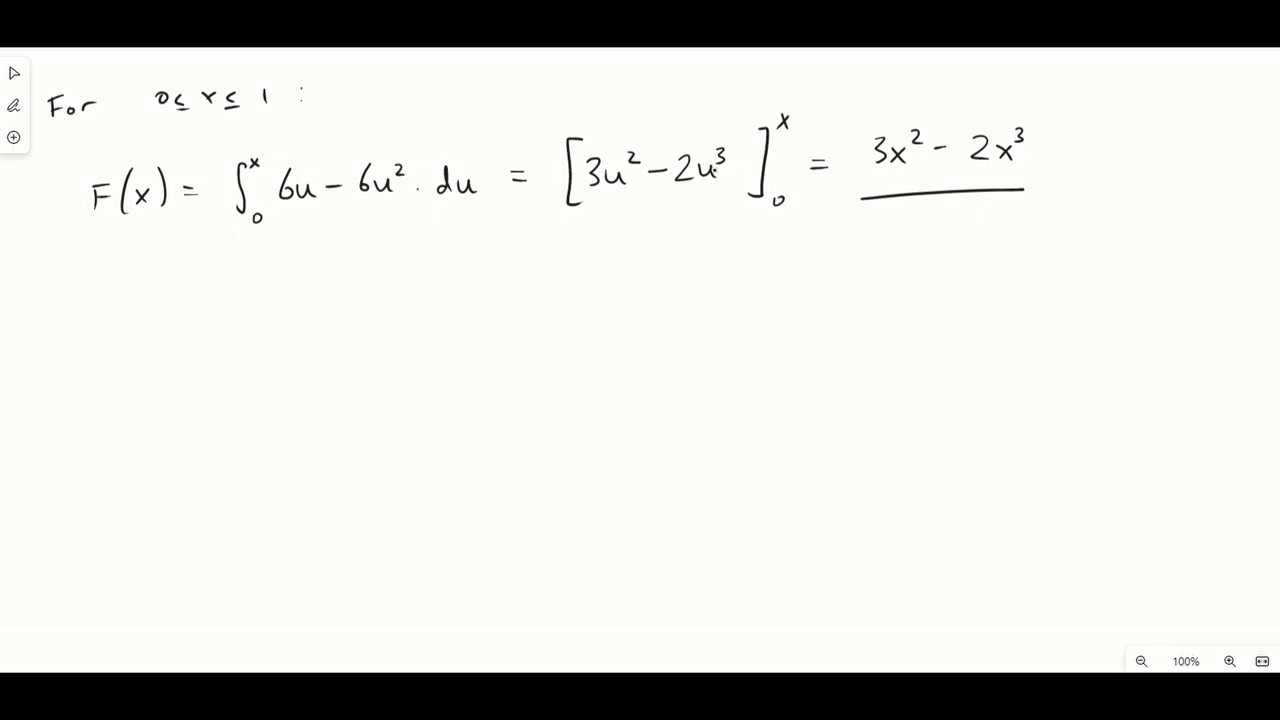 For 0 ≤ x ≤ 1 :
F(x) = ∫₀ˣ 6u - 6u² . du = [3u² - 2u³]₀ˣ = 3x² - 2x³
100%